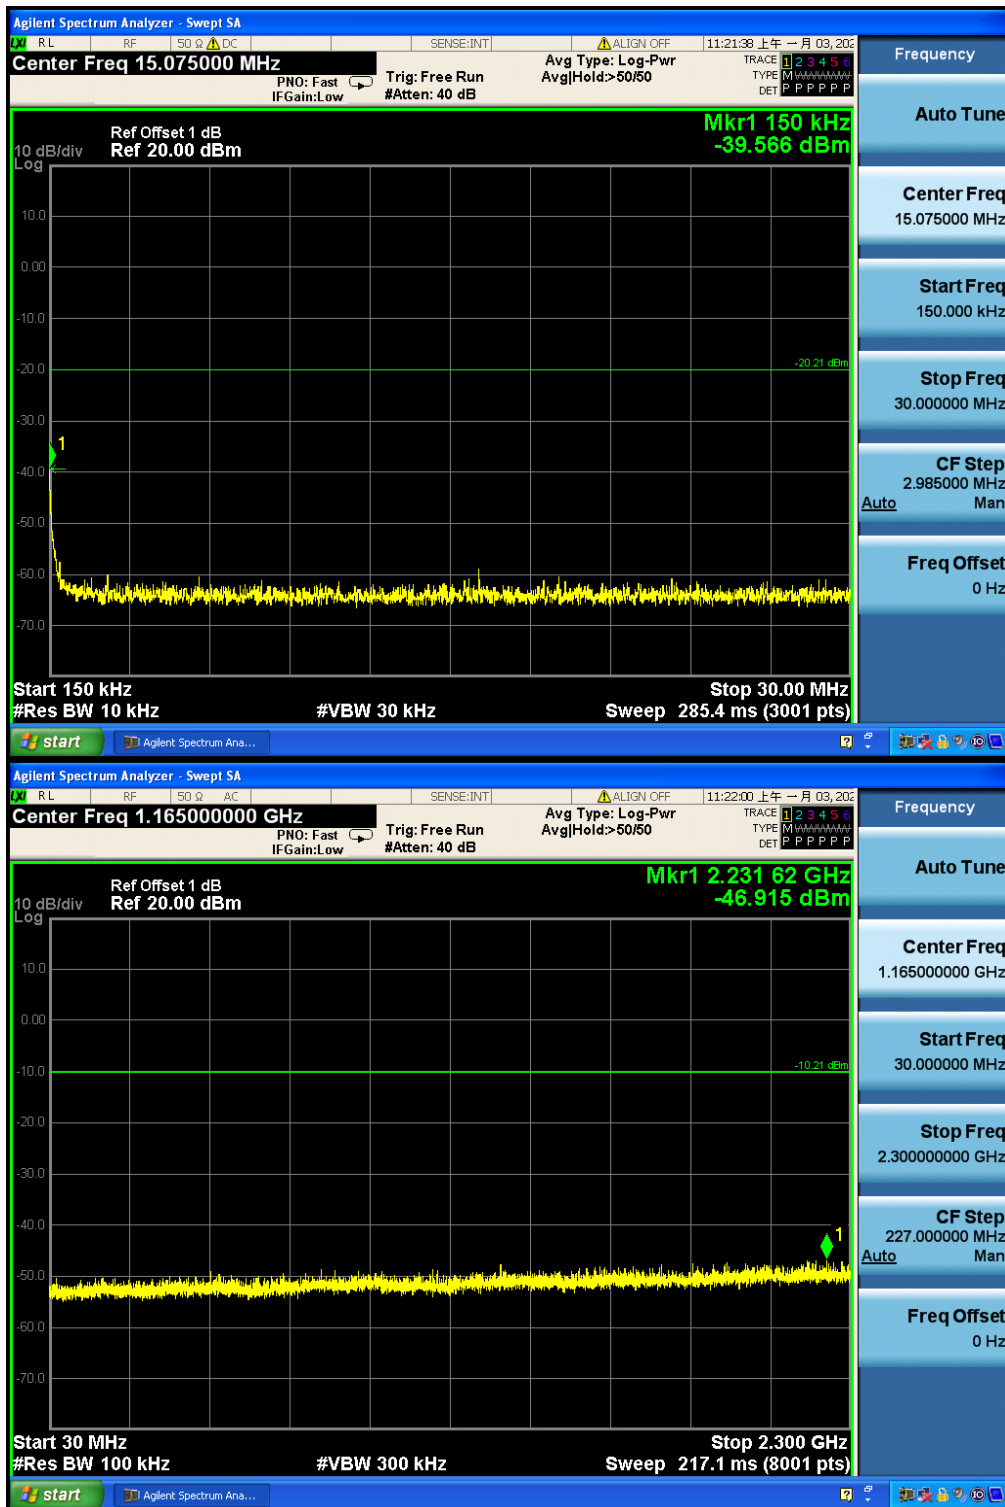 Agilent Spectrum Analyzer - Swept SA
LXI RL RF 50 Ω DC SENSE:INT ALIGN OFF 11:21:38 上午 一月 03, 202
Center Freq 15.075000 MHz
PNO: Fast
IFGain:Low
Trig: Free Run
#Atten: 40 dB
Avg Type: Log-Pwr
Avg|Hold:>50/50
TRACE 1 2 3 4 5 6
TYPE M
DET P P P P P P
Mkr1 150 kHz
-39.566 dBm
Ref Offset 1 dB
10 dB/div Ref 20.00 dBm
Log
10.0
0.00
-10.0
-20.0
-20.21 dBm
-30.0
1
-40.0
-50.0
-60.0
-70.0
Start 150 kHz Stop 30.00 MHz
#Res BW 10 kHz #VBW 30 kHz Sweep 285.4 ms (3001 pts)
Frequency
Auto Tune
Center Freq
15.075000 MHz
Start Freq
150.000 kHz
Stop Freq
30.000000 MHz
CF Step
2.985000 MHz
Auto Man
Freq Offset
0 Hz
start Agilent Spectrum Ana...
Agilent Spectrum Analyzer - Swept SA
LXI RL RF 50 Ω AC SENSE:INT ALIGN OFF 11:22:00 上午 一月 03, 202
Center Freq 1.165000000 GHz
PNO: Fast
IFGain:Low
Trig: Free Run
#Atten: 40 dB
Avg Type: Log-Pwr
Avg|Hold:>50/50
TRACE 1 2 3 4 5 6
TYPE M
DET P P P P P P
Mkr1 2.231 62 GHz
-46.915 dBm
Ref Offset 1 dB
10 dB/div Ref 20.00 dBm
Log
10.0
0.00
-10.0
-10.21 dBm
-20.0
-30.0
-40.0
1
-50.0
-60.0
-70.0
Start 30 MHz Stop 2.300 GHz
#Res BW 100 kHz #VBW 300 kHz Sweep 217.1 ms (8001 pts)
Frequency
Auto Tune
Center Freq
1.165000000 GHz
Start Freq
30.000000 MHz
Stop Freq
2.300000000 GHz
CF Step
227.000000 MHz
Auto Man
Freq Offset
0 Hz
start Agilent Spectrum Ana...